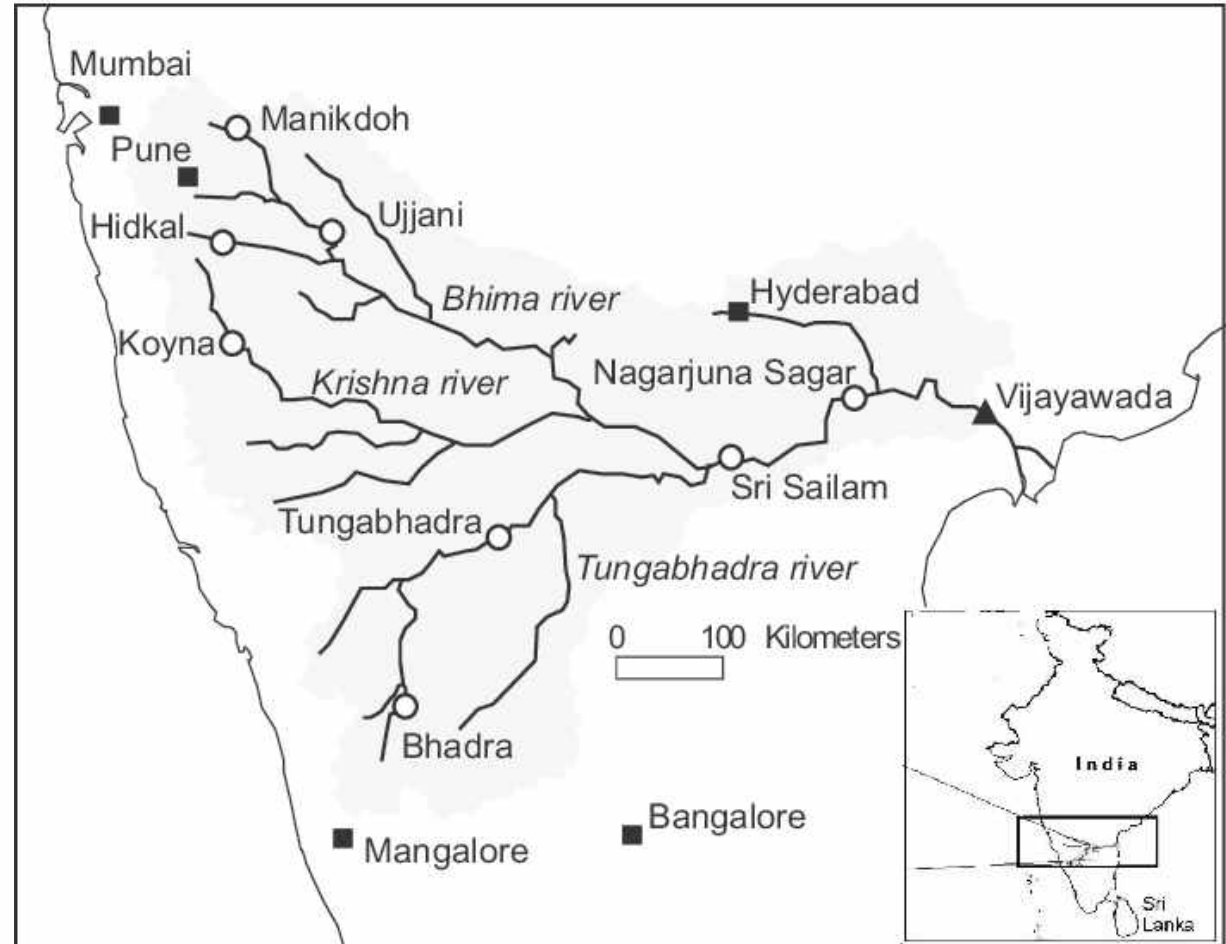 Mumbai
Manikdoh
Pune
Ujjani
Hidkal
Bhima river
Hyderabad
Koyna
Krishna river
Nagarjuna Sagar
Vijayawada
Sri Sailam
Tungabhadra
Tungabhadra river
0 100 Kilometers
Bhadra
India
Bangalore
Mangalore
Sri
Lanka